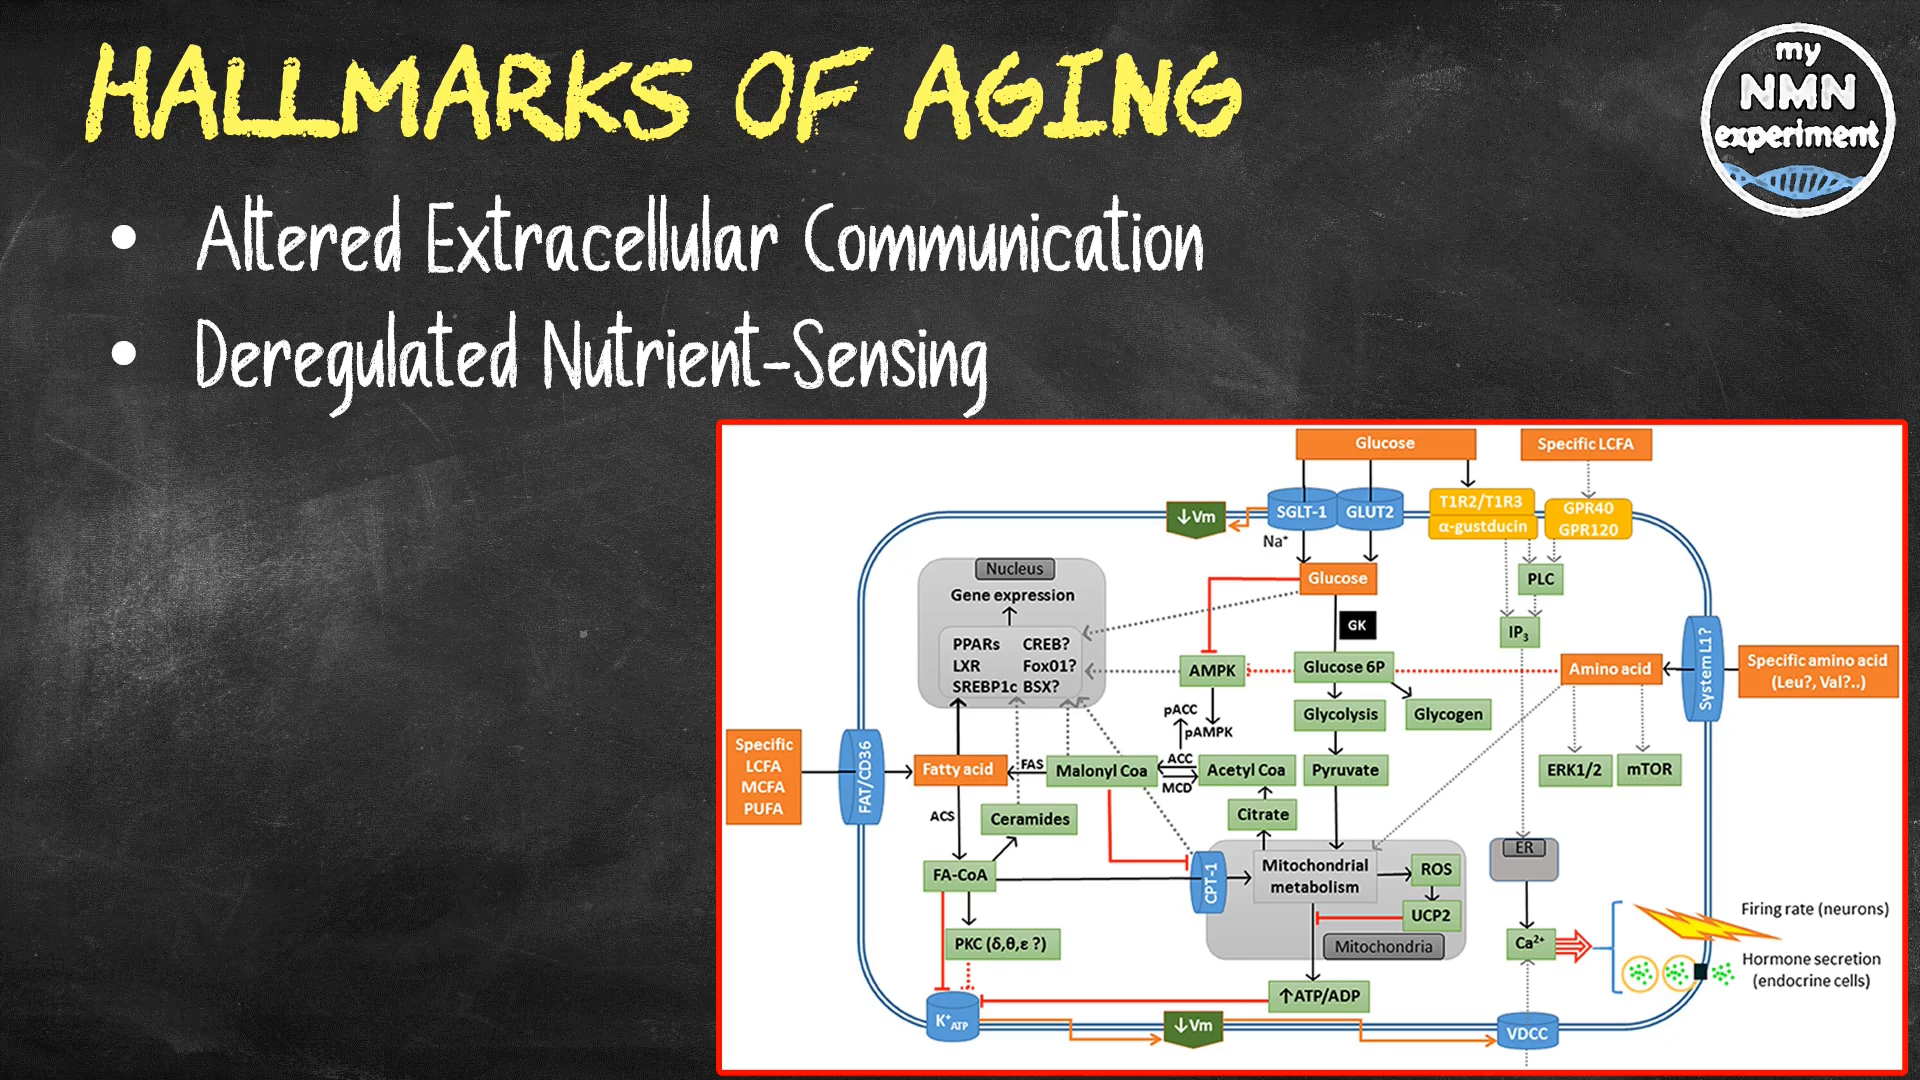 HALLMARKS OF AGING
my
NMN
experiment
• Altered Extracellular Communication
• Deregulated Nutrient-Sensing
Glucose
Specific LCFA
↓Vm
SGLT-1
GLUT2
T1R2/T1R3
α-gustducin
GPR40
GPR120
Na⁺
Nucleus
Gene expression
PPARs CREB?
LXR Fox01?
SREBP1c BSX?
Glucose
GK
PLC
IP₃
AMPK
Glucose 6P
Amino acid
System L1?
Specific amino acid
(Leu?, Val?..)
pACC
pAMPK
Glycolysis
Glycogen
Specific
LCFA
MCFA
PUFA
FAT/CD36
Fatty acid
FAS
Malonyl Coa
ACC
MCD
Acetyl Coa
Pyruvate
ERK1/2
mTOR
ACS
Ceramides
Citrate
ER
FA-CoA
CPT-1
Mitochondrial
metabolism
ROS
UCP2
Mitochondria
PKC (δ,θ,ε ?)
Ca²⁺
Firing rate (neurons)
Hormone secretion
(endocrine cells)
↑ATP/ADP
K⁺ATP
↓Vm
VDCC